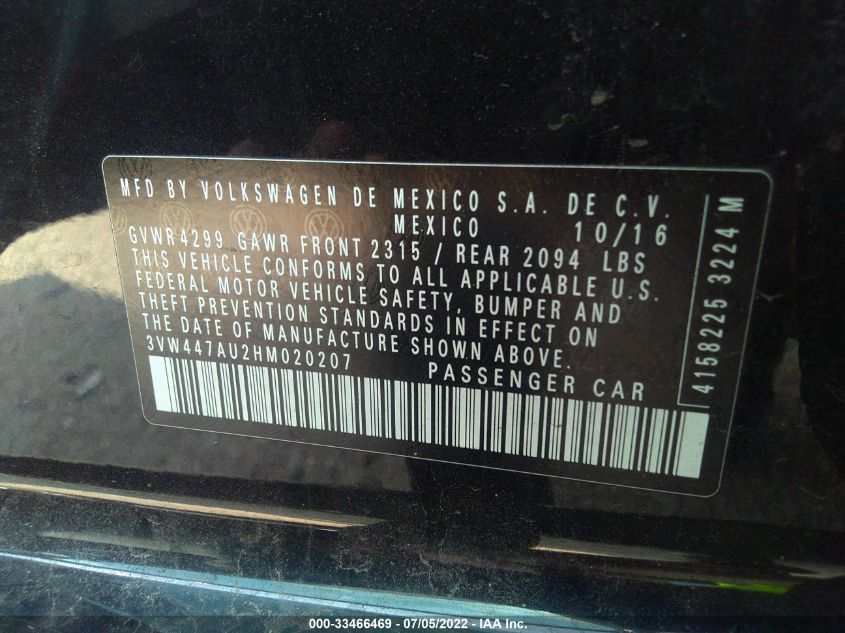 MFD BY VOLKSWAGEN DE MEXICO S.A. DE C.V.
MEXICO 10/16
GVWR 4299 GAWR FRONT 2315 / REAR 2094 LBS
THIS VEHICLE CONFORMS TO ALL APPLICABLE U.S.
FEDERAL MOTOR VEHICLE SAFETY, BUMPER AND
THEFT PREVENTION STANDARDS IN EFFECT ON
THE DATE OF MANUFACTURE SHOWN ABOVE.
3VW447AU2HM020207 PASSENGER CAR
4158225 3224 M
000-33466469 - 07/05/2022 - IAA Inc.